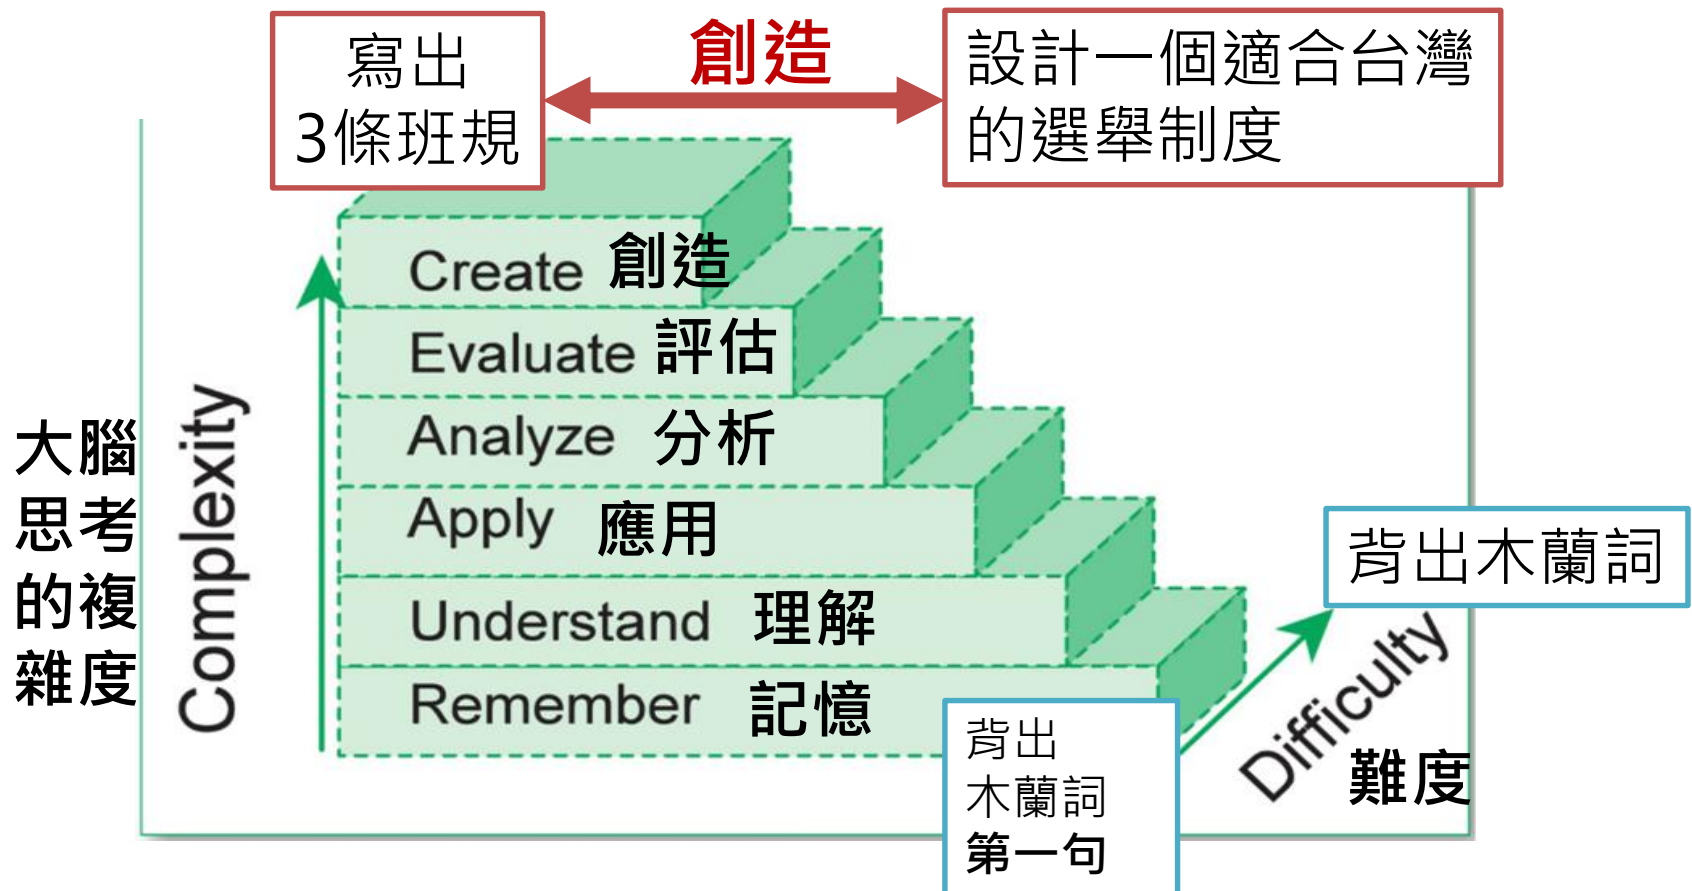 寫出
3條班規
創造
設計一個適合台灣
的選舉制度
Create 創造
Evaluate 評估
Analyze 分析
Apply 應用
Understand 理解
Remember 記憶
Complexity
大腦
思考
的複
雜度
背出木蘭詞
背出
木蘭詞
第一句
Difficulty
難度